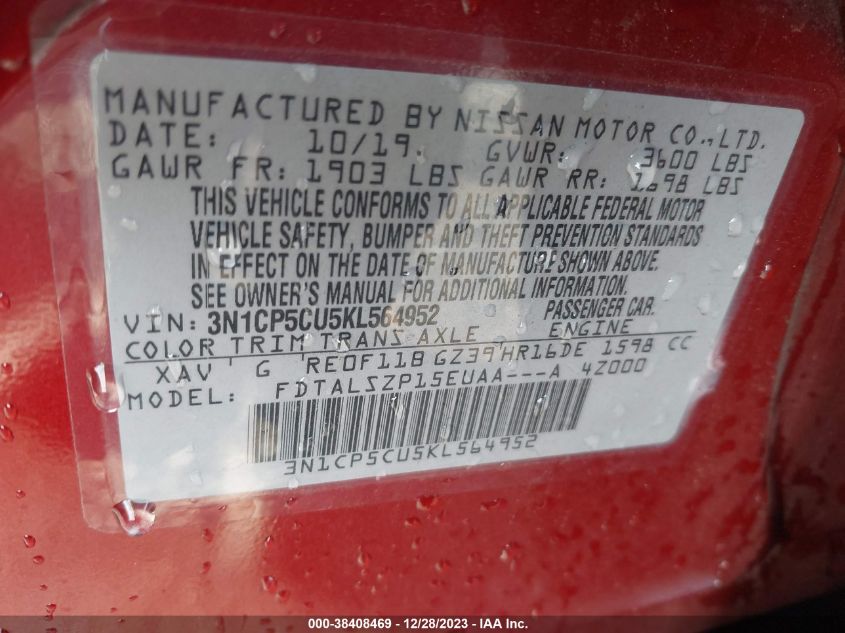 MANUFACTURED BY NISSAN MOTOR CO.,LTD.
DATE: 10/19. GVWR: 3600 LBS
GAWR FR: 1903 LBS GAWR RR: 1698 LBS
THIS VEHICLE CONFORMS TO ALL APPLICABLE FEDERAL MOTOR
VEHICLE SAFETY, BUMPER AND THEFT PREVENTION STANDARDS
IN EFFECT ON THE DATE OF MANUFACTURE SHOWN ABOVE.
SEE OWNER'S MANUAL FOR ADDITIONAL INFORMATION.
VIN: 3N1CP5CU5KL564952 PASSENGER CAR.
COLOR TRIM TRANS AXLE ENGINE
XAV G RE0F11B GZ39 HR16DE 1598 CC
MODEL: FDTALSZP15EUAA---A 4Z000
3N1CP5CU5KL564952
000-38408469 - 12/28/2023 - IAA Inc.